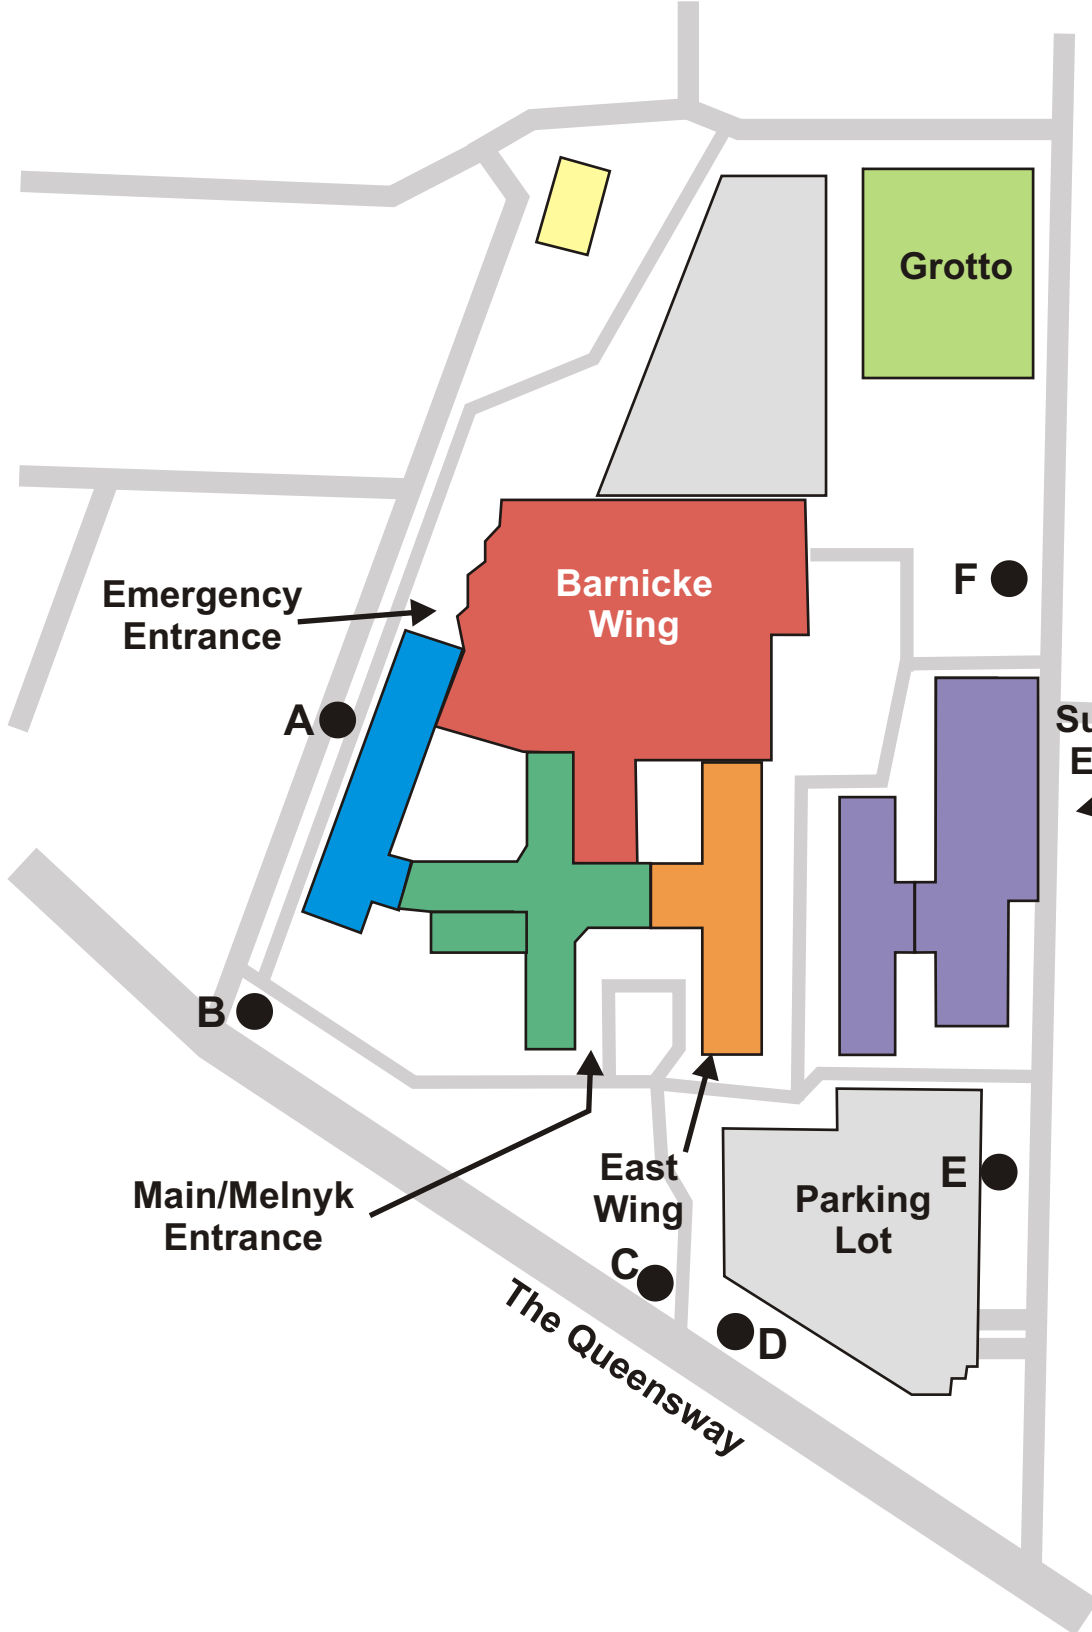 Grotto
Barnicke
Wing
F
Emergency
Entrance
A
B
E
East
Wing
Main/Melnyk
Entrance
Parking
Lot
C
D
The Queensway